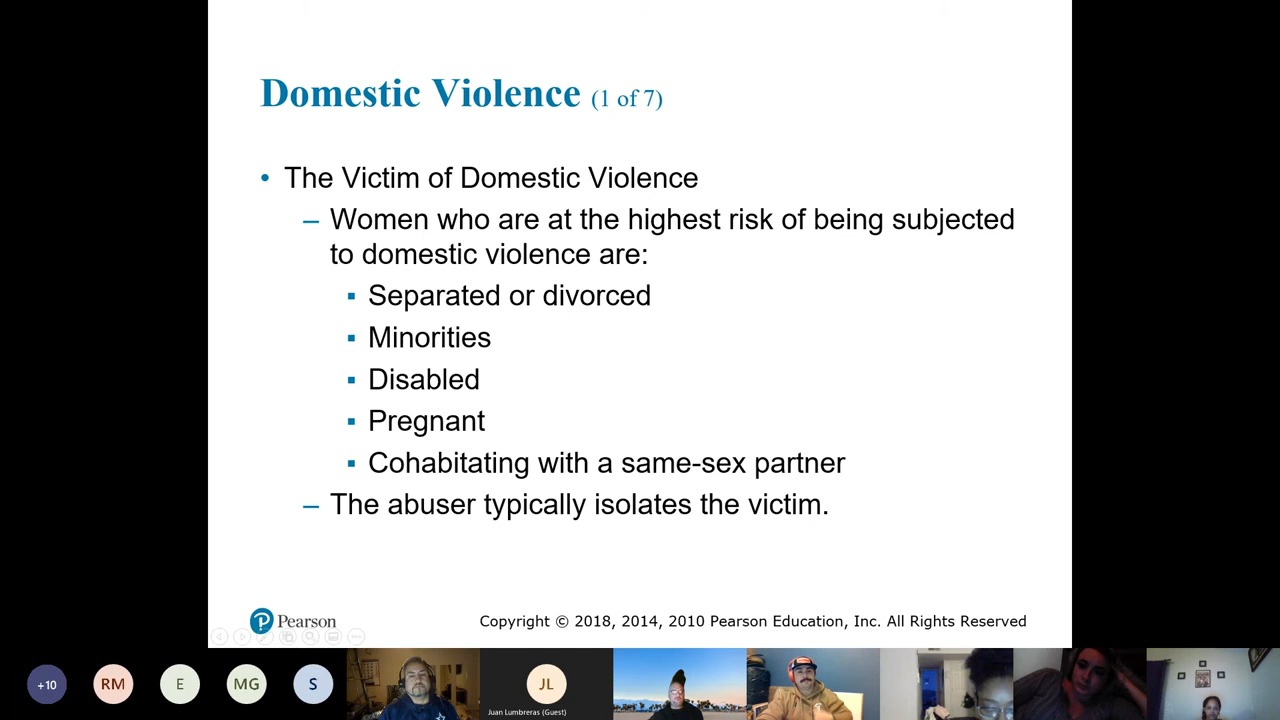 Domestic Violence (1 of 7)
• The Victim of Domestic Violence
– Women who are at the highest risk of being subjected
to domestic violence are:
▪ Separated or divorced
▪ Minorities
▪ Disabled
▪ Pregnant
▪ Cohabitating with a same-sex partner
– The abuser typically isolates the victim.
P Pearson
Copyright © 2018, 2014, 2010 Pearson Education, Inc. All Rights Reserved
+10
RM
E
MG
S
JL
Juan Lumbreras (Guest)